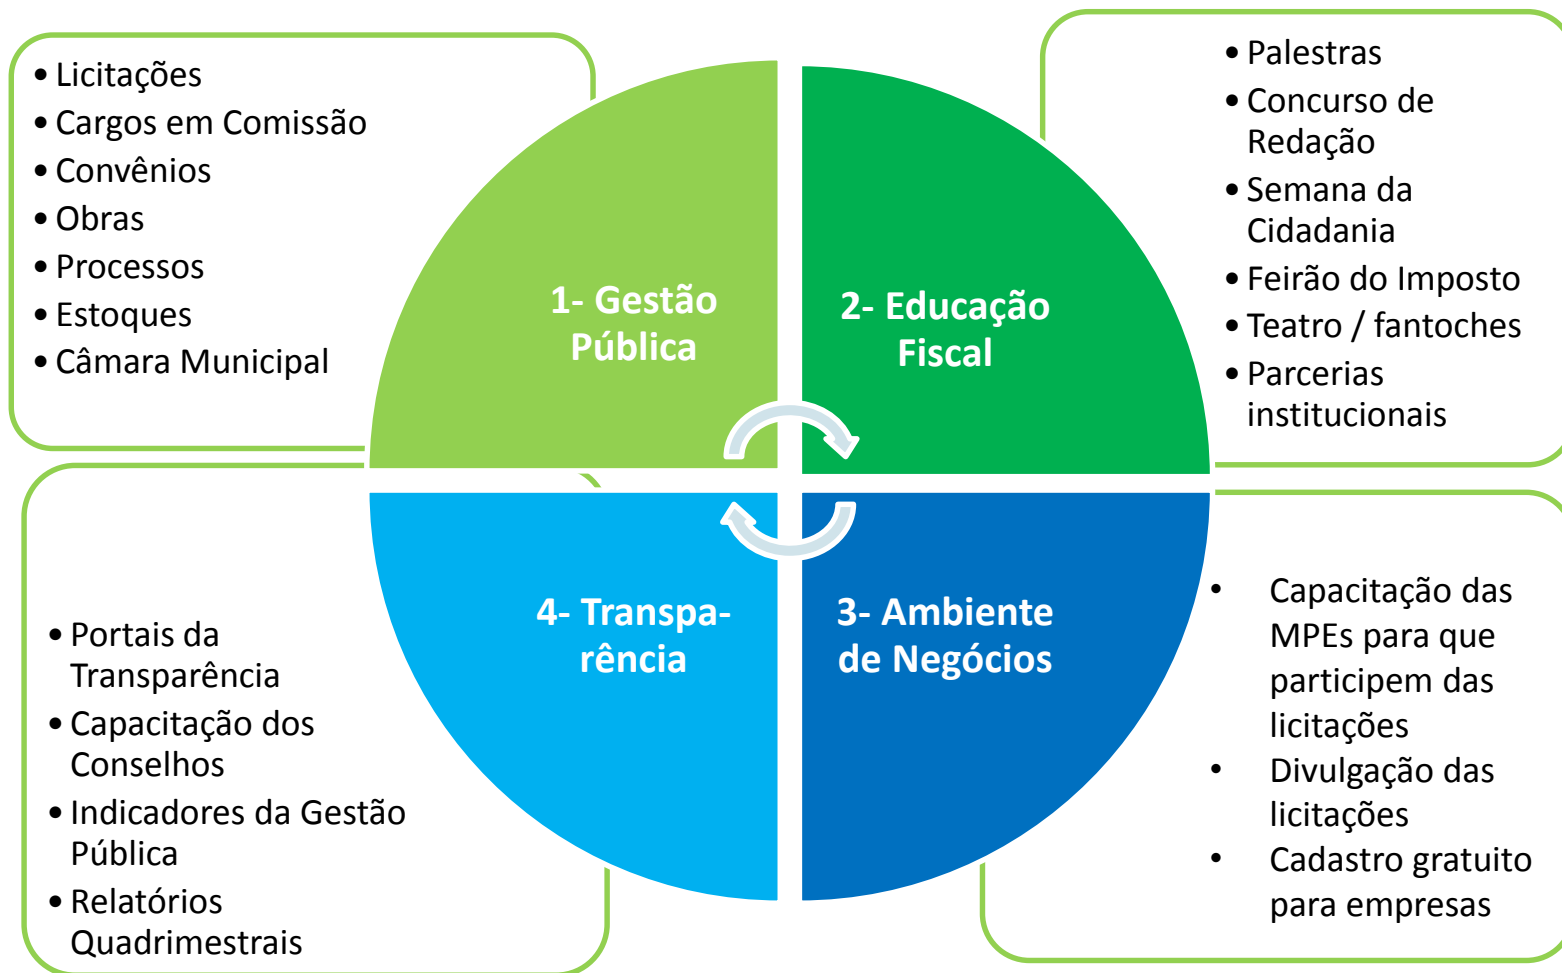 • Licitações
• Cargos em Comissão
• Convênios
• Obras
• Processos
• Estoques
• Câmara Municipal
1- Gestão
Pública
2- Educação
Fiscal
• Palestras
• Concurso de
Redação
• Semana da
Cidadania
• Feirão do Imposto
• Teatro / fantoches
• Parcerias
institucionais
• Portais da
Transparência
• Capacitação dos
Conselhos
• Indicadores da Gestão
Pública
• Relatórios
Quadrimestrais
4- Transpa-
rência
3- Ambiente
de Negócios
• Capacitação das
MPEs para que
participem das
licitações
• Divulgação das
licitações
• Cadastro gratuito
para empresas